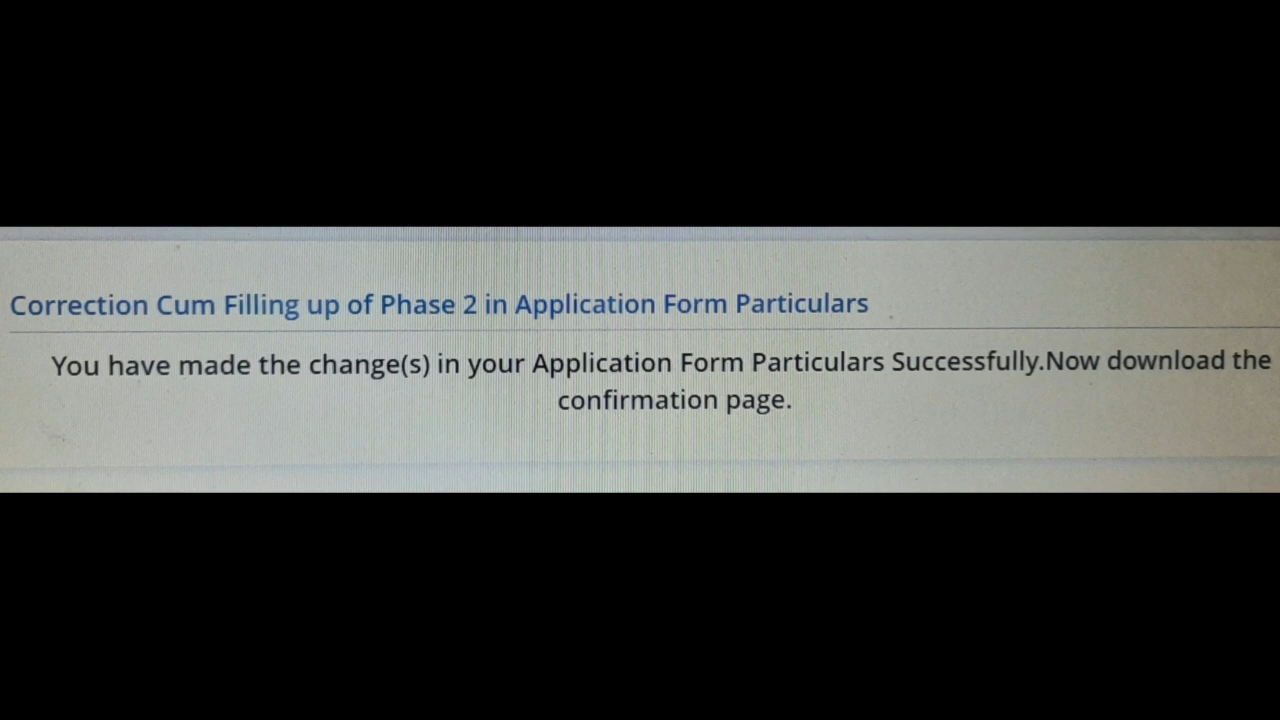 Correction Cum Filling up of Phase 2 in Application Form Particulars
You have made the change(s) in your Application Form Particulars Successfully.Now download the
confirmation page.